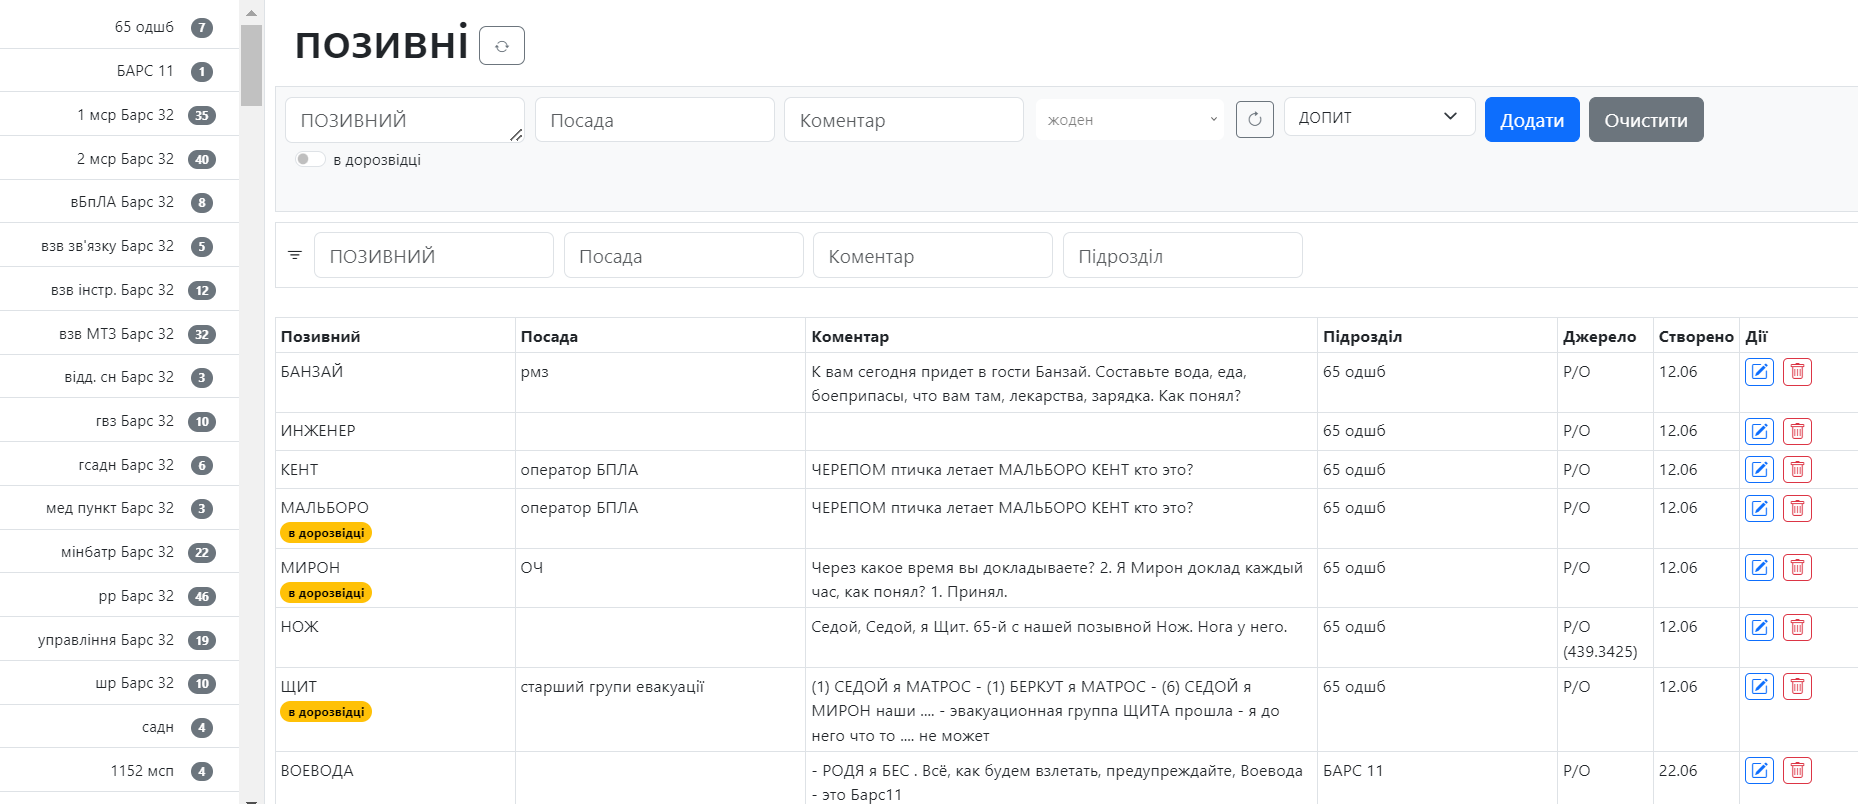 65 одшб 7
БАРС 11 1
1 мср Барс 32 35
2 мср Барс 32 40
вБпЛА Барс 32 8
взв зв'язку Барс 32 5
взв інстр. Барс 32 12
взв МТЗ Барс 32 32
відд. сн Барс 32 3
гвз Барс 32 10
гсадн Барс 32 6
мед пункт Барс 32 3
мінбатр Барс 32 22
рр Барс 32 46
управління Барс 32 19
шр Барс 32 10
садн 4
1152 мсп 4
ПОЗИВНІ
ПОЗИВНИЙ Посада Коментар жоден ДОПИТ Додати Очистити
в дорозвідці
ПОЗИВНИЙ Посада Коментар Підрозділ
Позивний Посада Коментар Підрозділ Джерело Створено Дії
БАНЗАЙ рмз К вам сегодня придет в гости Банзай. Составьте вода, еда, 65 одшб Р/О 12.06
боеприпасы, что вам там, лекарства, зарядка. Как понял?
ИНЖЕНЕР 65 одшб Р/О 12.06
КЕНТ оператор БПЛА ЧЕРЕПОМ птичка летает МАЛЬБОРО КЕНТ кто это? 65 одшб Р/О 12.06
МАЛЬБОРО оператор БПЛА ЧЕРЕПОМ птичка летает МАЛЬБОРО КЕНТ кто это? 65 одшб Р/О 12.06
в дорозвідці
МИРОН ОЧ Через какое время вы докладываете? 2. Я Мирон доклад каждый 65 одшб Р/О 12.06
в дорозвідці час, как понял? 1. Принял.
НОЖ Седой, Седой, я Щит. 65-й с нашей позывной Нож. Нога у него. 65 одшб Р/О 12.06
(439.3425)
ЩИТ старший групи евакуації (1) СЕДОЙ я МАТРОС - (1) БЕРКУТ я МАТРОС - (6) СЕДОЙ я 65 одшб Р/О 12.06
в дорозвідці МИРОН наши .... - эвакуационная группа ЩИТА прошла - я до
него что то .... не может
ВОЕВОДА - РОДЯ я БЕС . Всё, как будем взлетать, предупреждайте, Воевода БАРС 11 Р/О 22.06
- это Барс11